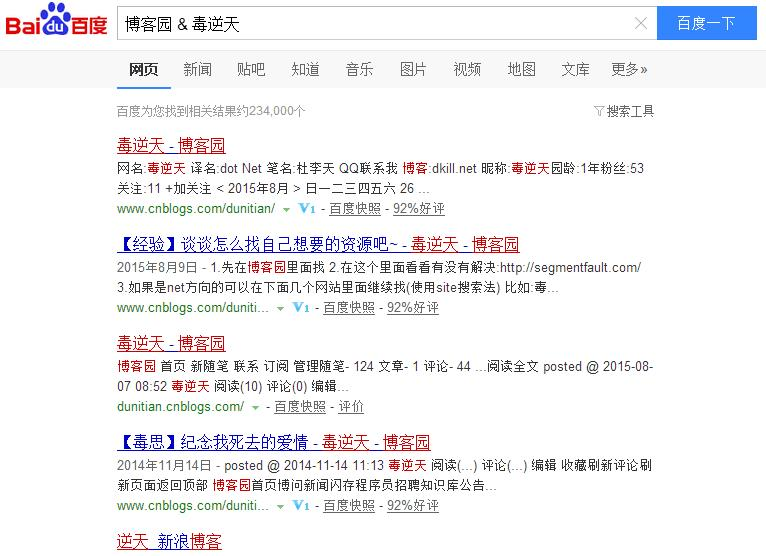 Bai du 百度
博客园 & 毒逆天
百度一下
网页 新闻 贴吧 知道 音乐 图片 视频 地图 文库 更多»
百度为您找到相关结果约234,000个
搜索工具
毒逆天 - 博客园
网名:毒逆天 译名:dot Net 笔名:杜李天 QQ联系我 博客:dkill.net 昵称:毒逆天园龄:1年粉丝:53
关注:11 +加关注 < 2015年8月 > 日一二三四五六 26 ...
www.cnblogs.com/dunitian/ V1 - 百度快照 - 92%好评
【经验】谈谈怎么找自己想要的资源吧~ - 毒逆天 - 博客园
2015年8月9日 - 1.先在博客园里面找 2.在这个里面看看有没有解决:http://segmentfault.com/
3.如果是net方向的可以在下面几个网站里面继续找(使用site搜索法) 比如:毒...
www.cnblogs.com/duniti... V1 - 百度快照 - 92%好评
毒逆天 - 博客园
博客园 首页 新随笔 联系 订阅 管理随笔- 124 文章- 1 评论- 44 ...阅读全文 posted @ 2015-08-
07 08:52 毒逆天 阅读(10) 评论(0) 编辑...
dunitian.cnblogs.com/ - 百度快照 - 评价
【毒思】纪念我死去的爱情 - 毒逆天 - 博客园
2014年11月14日 - posted @ 2014-11-14 11:13 毒逆天 阅读(...) 评论(...) 编辑 收藏刷新评论刷
新页面返回顶部 博客园首页博问新闻闪存程序员招聘知识库公告...
www.cnblogs.com/duniti... V1 - 百度快照 - 92%好评
逆天_新浪博客